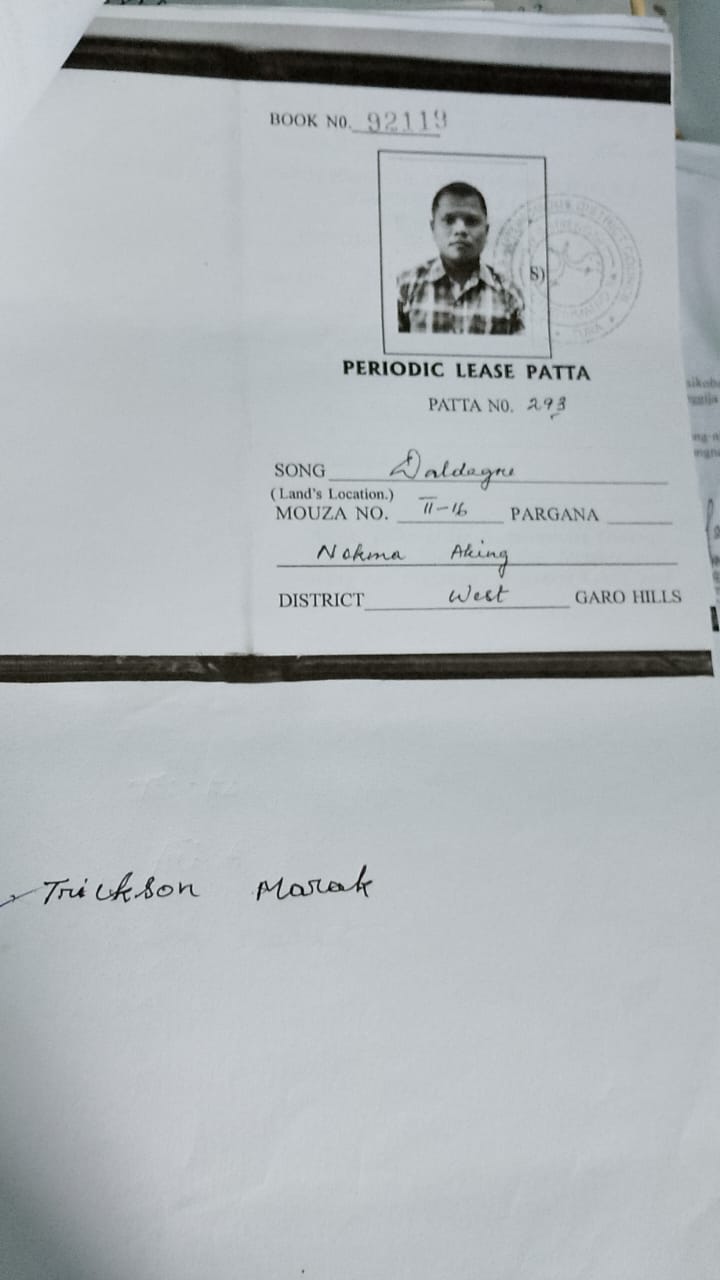 BOOK NO. 92119
S)
PERIODIC LEASE PATTA
PATTA NO. 293
SONG Daldagre
(Land's Location.)
MOUZA NO. II-16 PARGANA
Nokma Aking
DISTRICT West GARO HILLS
Trickson Marak